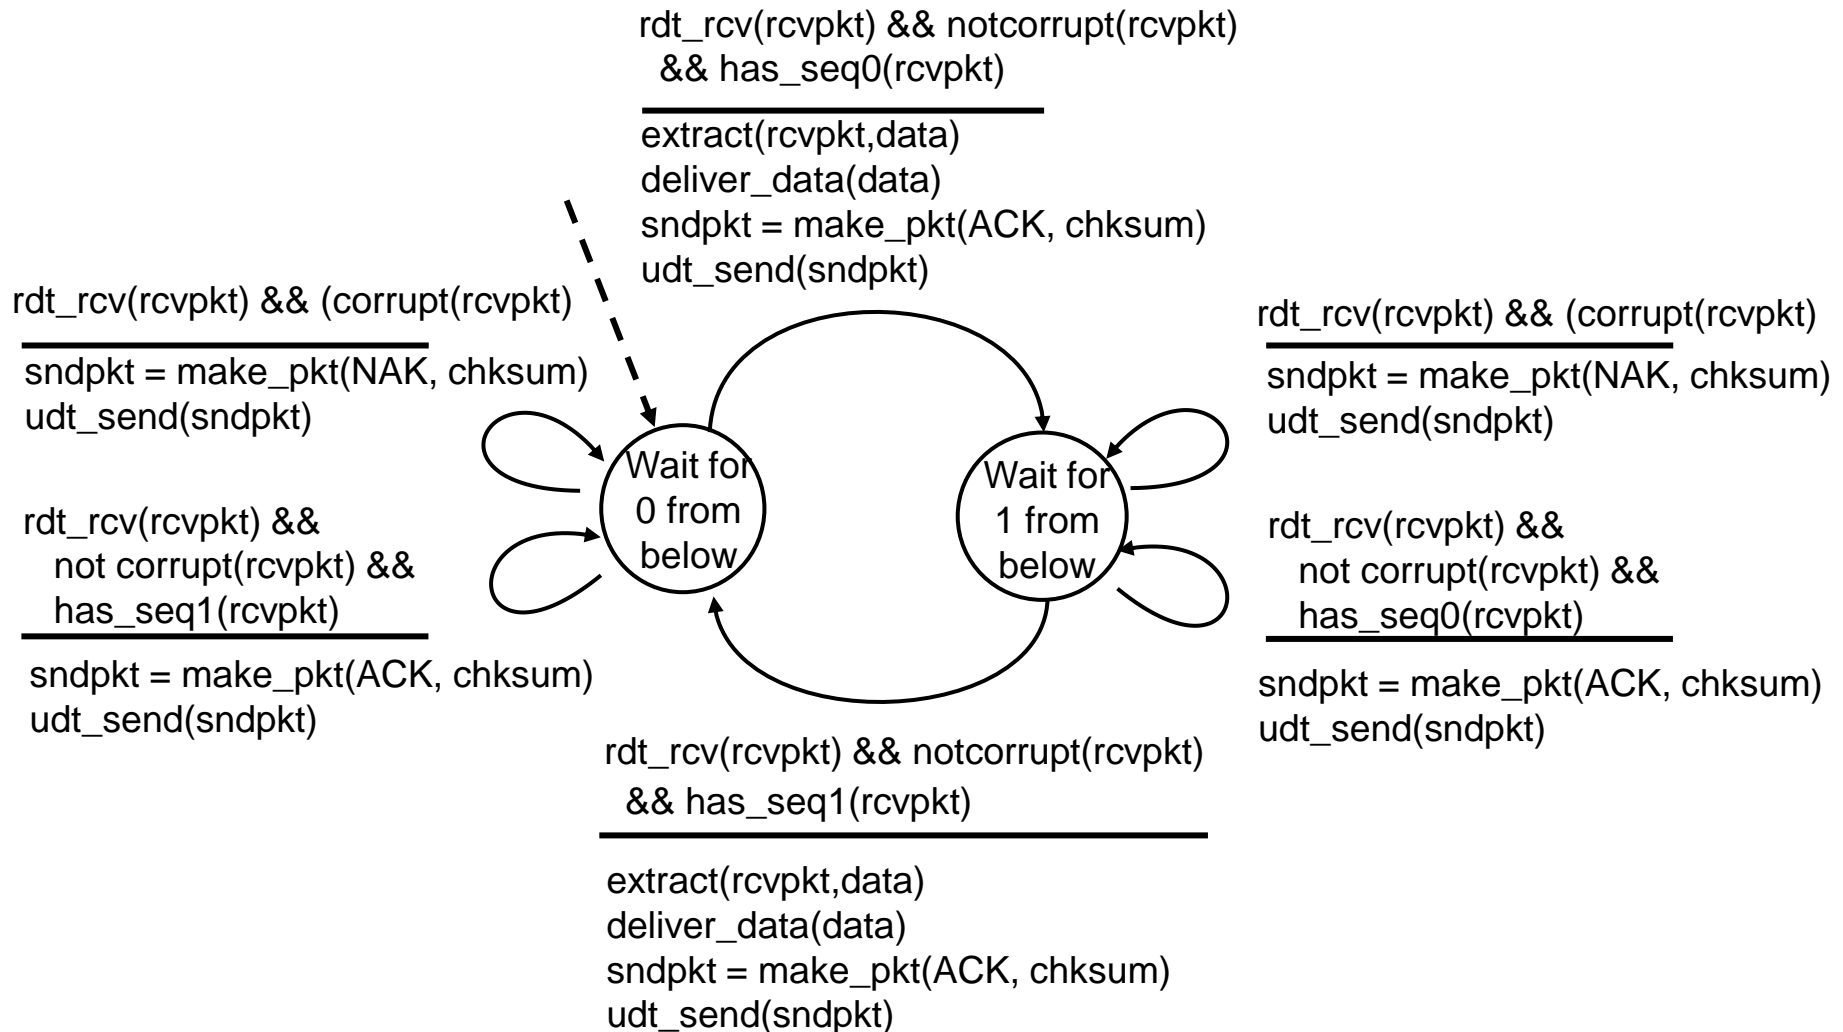 rdt_rcv(rcvpkt) && notcorrupt(rcvpkt)
&& has_seq0(rcvpkt)
extract(rcvpkt,data)
deliver_data(data)
sndpkt = make_pkt(ACK, chksum)
udt_send(sndpkt)
rdt_rcv(rcvpkt) && (corrupt(rcvpkt)
sndpkt = make_pkt(NAK, chksum)
udt_send(sndpkt)
rdt_rcv(rcvpkt) &&
not corrupt(rcvpkt) &&
has_seq1(rcvpkt)
sndpkt = make_pkt(ACK, chksum)
udt_send(sndpkt)
Wait for
0 from
below
Wait for
1 from
below
rdt_rcv(rcvpkt) && (corrupt(rcvpkt)
sndpkt = make_pkt(NAK, chksum)
udt_send(sndpkt)
rdt_rcv(rcvpkt) &&
not corrupt(rcvpkt) &&
has_seq0(rcvpkt)
sndpkt = make_pkt(ACK, chksum)
udt_send(sndpkt)
rdt_rcv(rcvpkt) && notcorrupt(rcvpkt)
&& has_seq1(rcvpkt)
extract(rcvpkt,data)
deliver_data(data)
sndpkt = make_pkt(ACK, chksum)
udt_send(sndpkt)